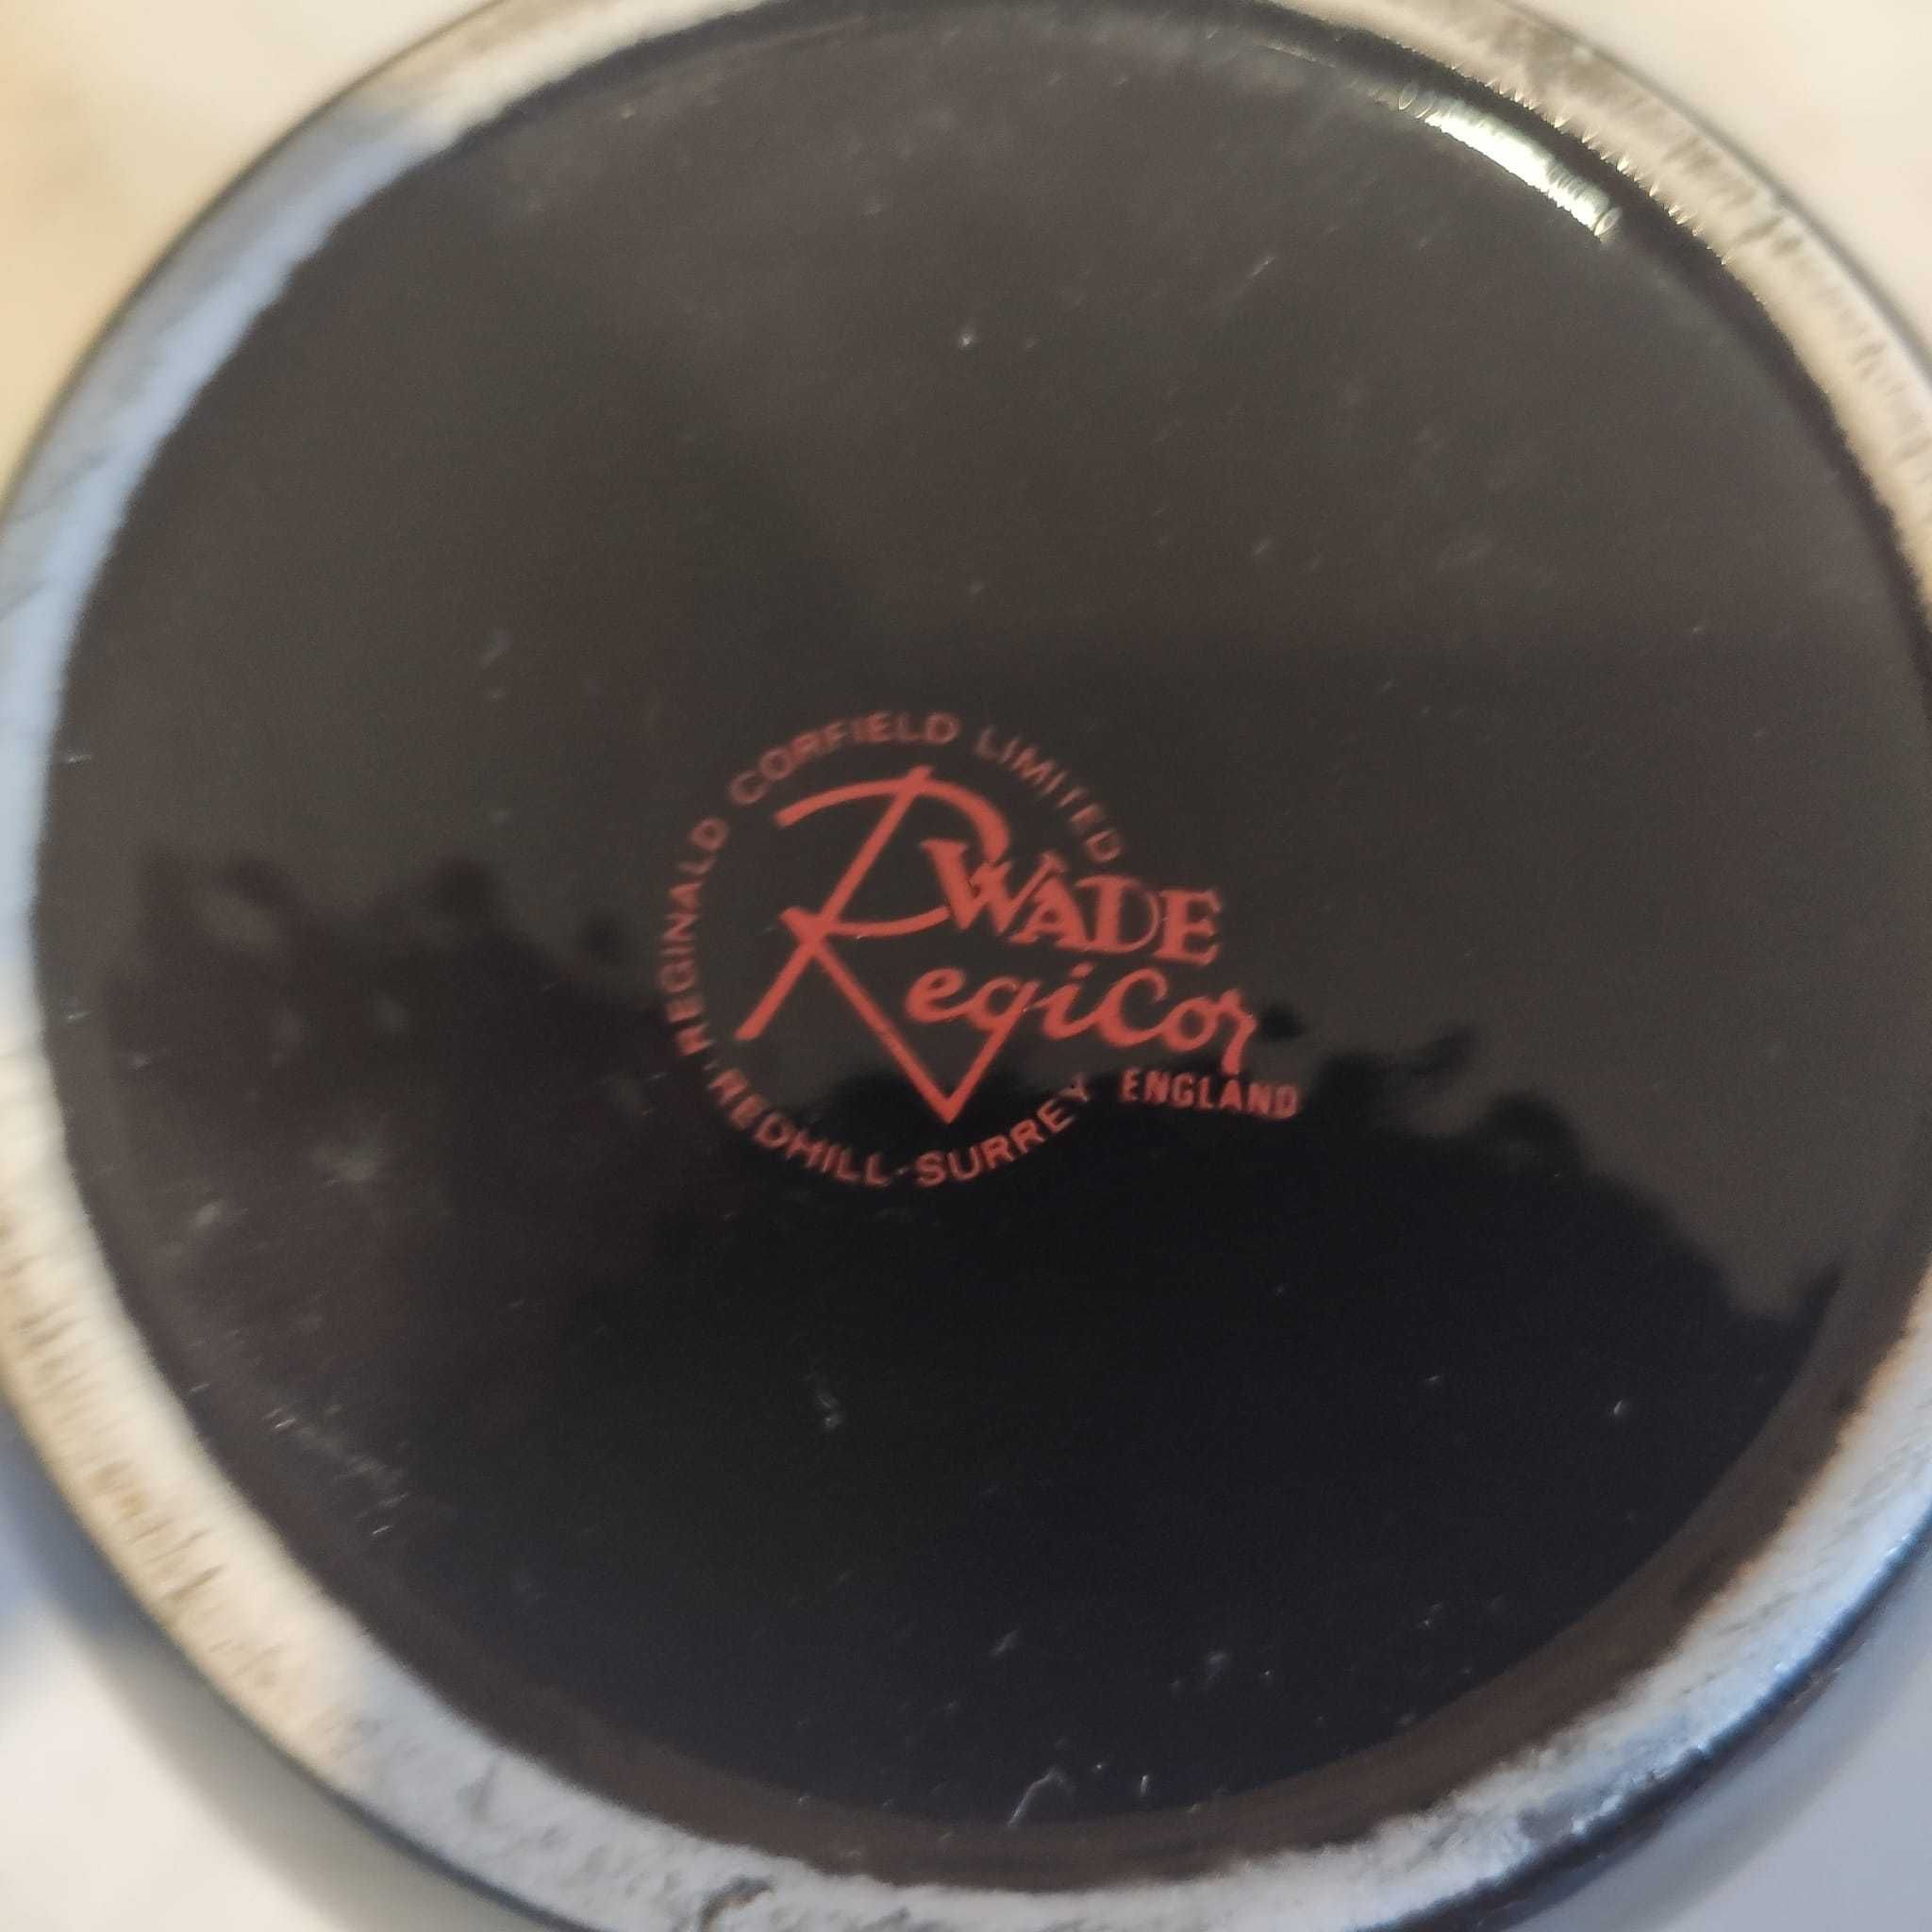 REGINALD CORFIELD LIMITED
WADE
RegiCor
ENGLAND
·REDHILL·SURREY